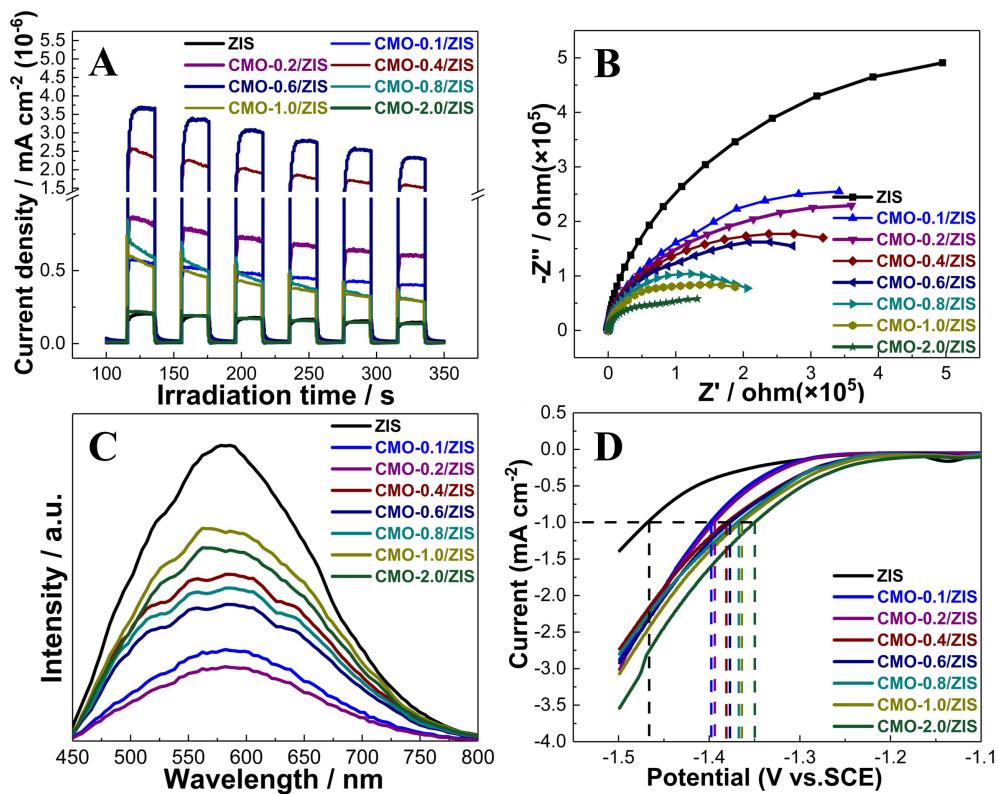 A
Current density / mA cm⁻² (10⁻⁶)
5.5
5.0
4.5
4.0
3.5
3.0
2.5
2.0
1.5
0.5
0.0
ZIS
CMO-0.1/ZIS
CMO-0.2/ZIS
CMO-0.4/ZIS
CMO-0.6/ZIS
CMO-0.8/ZIS
CMO-1.0/ZIS
CMO-2.0/ZIS
100 150 200 250 300 350
Irradiation time / s
B
-Z'' / ohm(×10⁵)
5
4
3
2
1
0
ZIS
CMO-0.1/ZIS
CMO-0.2/ZIS
CMO-0.4/ZIS
CMO-0.6/ZIS
CMO-0.8/ZIS
CMO-1.0/ZIS
CMO-2.0/ZIS
0 1 2 3 4 5
Z' / ohm(×10⁵)
C
Intensity / a.u.
ZIS
CMO-0.1/ZIS
CMO-0.2/ZIS
CMO-0.4/ZIS
CMO-0.6/ZIS
CMO-0.8/ZIS
CMO-1.0/ZIS
CMO-2.0/ZIS
450 500 550 600 650 700 750 800
Wavelength / nm
D
Current (mA cm⁻²)
0.5
0.0
-0.5
-1.0
-1.5
-2.0
-2.5
-3.0
-3.5
-4.0
ZIS
CMO-0.1/ZIS
CMO-0.2/ZIS
CMO-0.4/ZIS
CMO-0.6/ZIS
CMO-0.8/ZIS
CMO-1.0/ZIS
CMO-2.0/ZIS
-1.5 -1.4 -1.3 -1.2 -1.1
Potential (V vs.SCE)